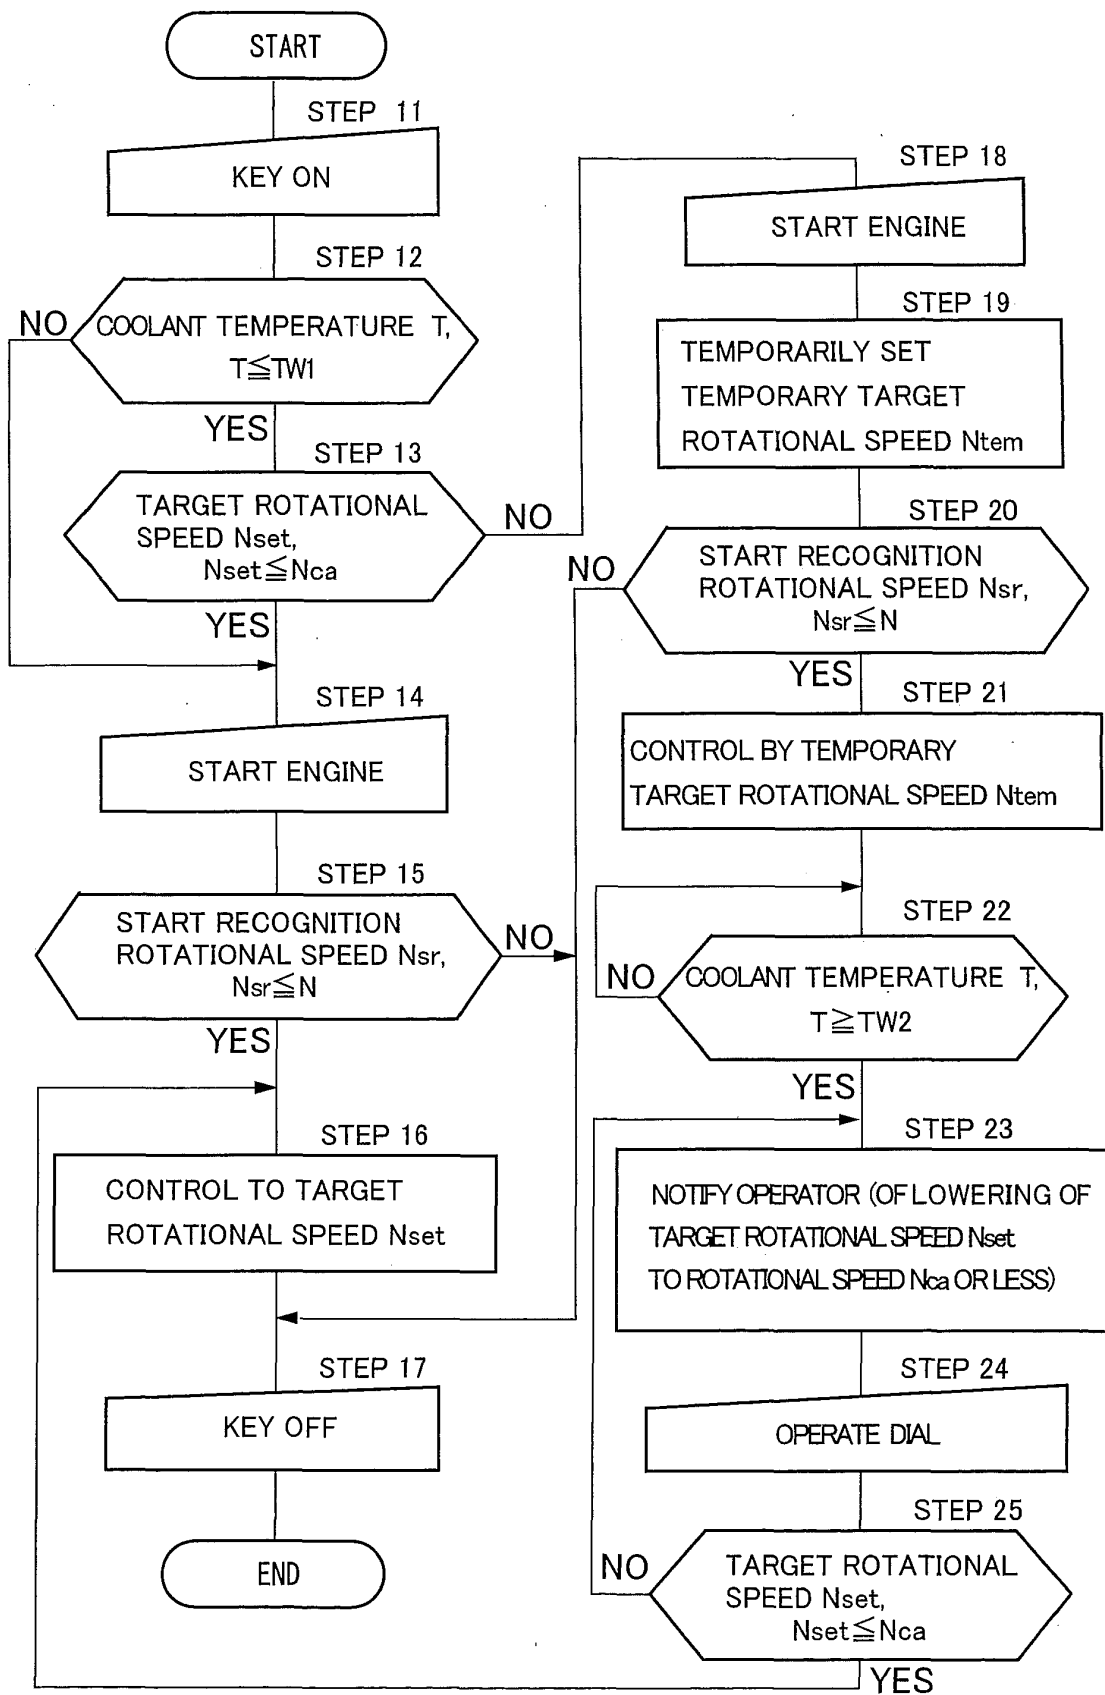 START
STEP 11
KEY ON
STEP 12
COOLANT TEMPERATURE T,
T≦TW1
NO
YES
STEP 13
TARGET ROTATIONAL
SPEED Nset,
Nset≦Nca
NO
YES
STEP 14
START ENGINE
STEP 15
START RECOGNITION
ROTATIONAL SPEED Nsr,
Nsr≦N
NO
YES
STEP 16
CONTROL TO TARGET
ROTATIONAL SPEED Nset
STEP 17
KEY OFF
END
STEP 18
START ENGINE
STEP 19
TEMPORARILY SET
TEMPORARY TARGET
ROTATIONAL SPEED Ntem
STEP 20
START RECOGNITION
ROTATIONAL SPEED Nsr,
Nsr≦N
NO
YES
STEP 21
CONTROL BY TEMPORARY
TARGET ROTATIONAL SPEED Ntem
STEP 22
COOLANT TEMPERATURE T,
T≧TW2
NO
YES
STEP 23
NOTIFY OPERATOR (OF LOWERING OF
TARGET ROTATIONAL SPEED Nset
TO ROTATIONAL SPEED Nca OR LESS)
STEP 24
OPERATE DIAL
STEP 25
TARGET ROTATIONAL
SPEED Nset,
Nset≦Nca
NO
YES